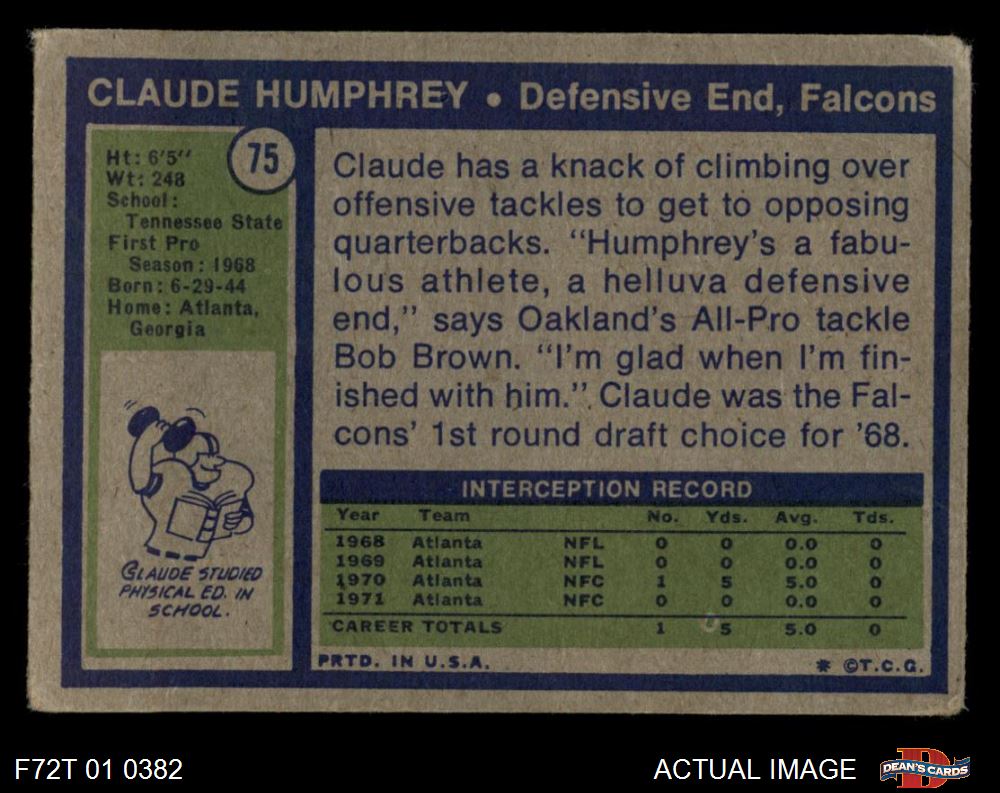 CLAUDE HUMPHREY • Defensive End, Falcons
75
Ht: 6'5"
Wt: 248
School:
Tennessee State
First Pro
Season: 1968
Born: 6-29-44
Home: Atlanta,
Georgia
CLAUDE STUDIED
PHYSICAL ED. IN
SCHOOL.
Claude has a knack of climbing over
offensive tackles to get to opposing
quarterbacks. "Humphrey's a fabu-
lous athlete, a helluva defensive
end," says Oakland's All-Pro tackle
Bob Brown. "I'm glad when I'm fin-
ished with him." Claude was the Fal-
cons' 1st round draft choice for '68.
INTERCEPTION RECORD
Year Team No. Yds. Avg. Tds.
1968 Atlanta NFL 0 0 0.0 0
1969 Atlanta NFL 0 0 0.0 0
1970 Atlanta NFC 1 5 5.0 0
1971 Atlanta NFC 0 0 0.0 0
CAREER TOTALS 1 5 5.0 0
PRTD. IN U.S.A. * ©T.C.G.
F72T 01 0382 ACTUAL IMAGE DEAN'S CARDS